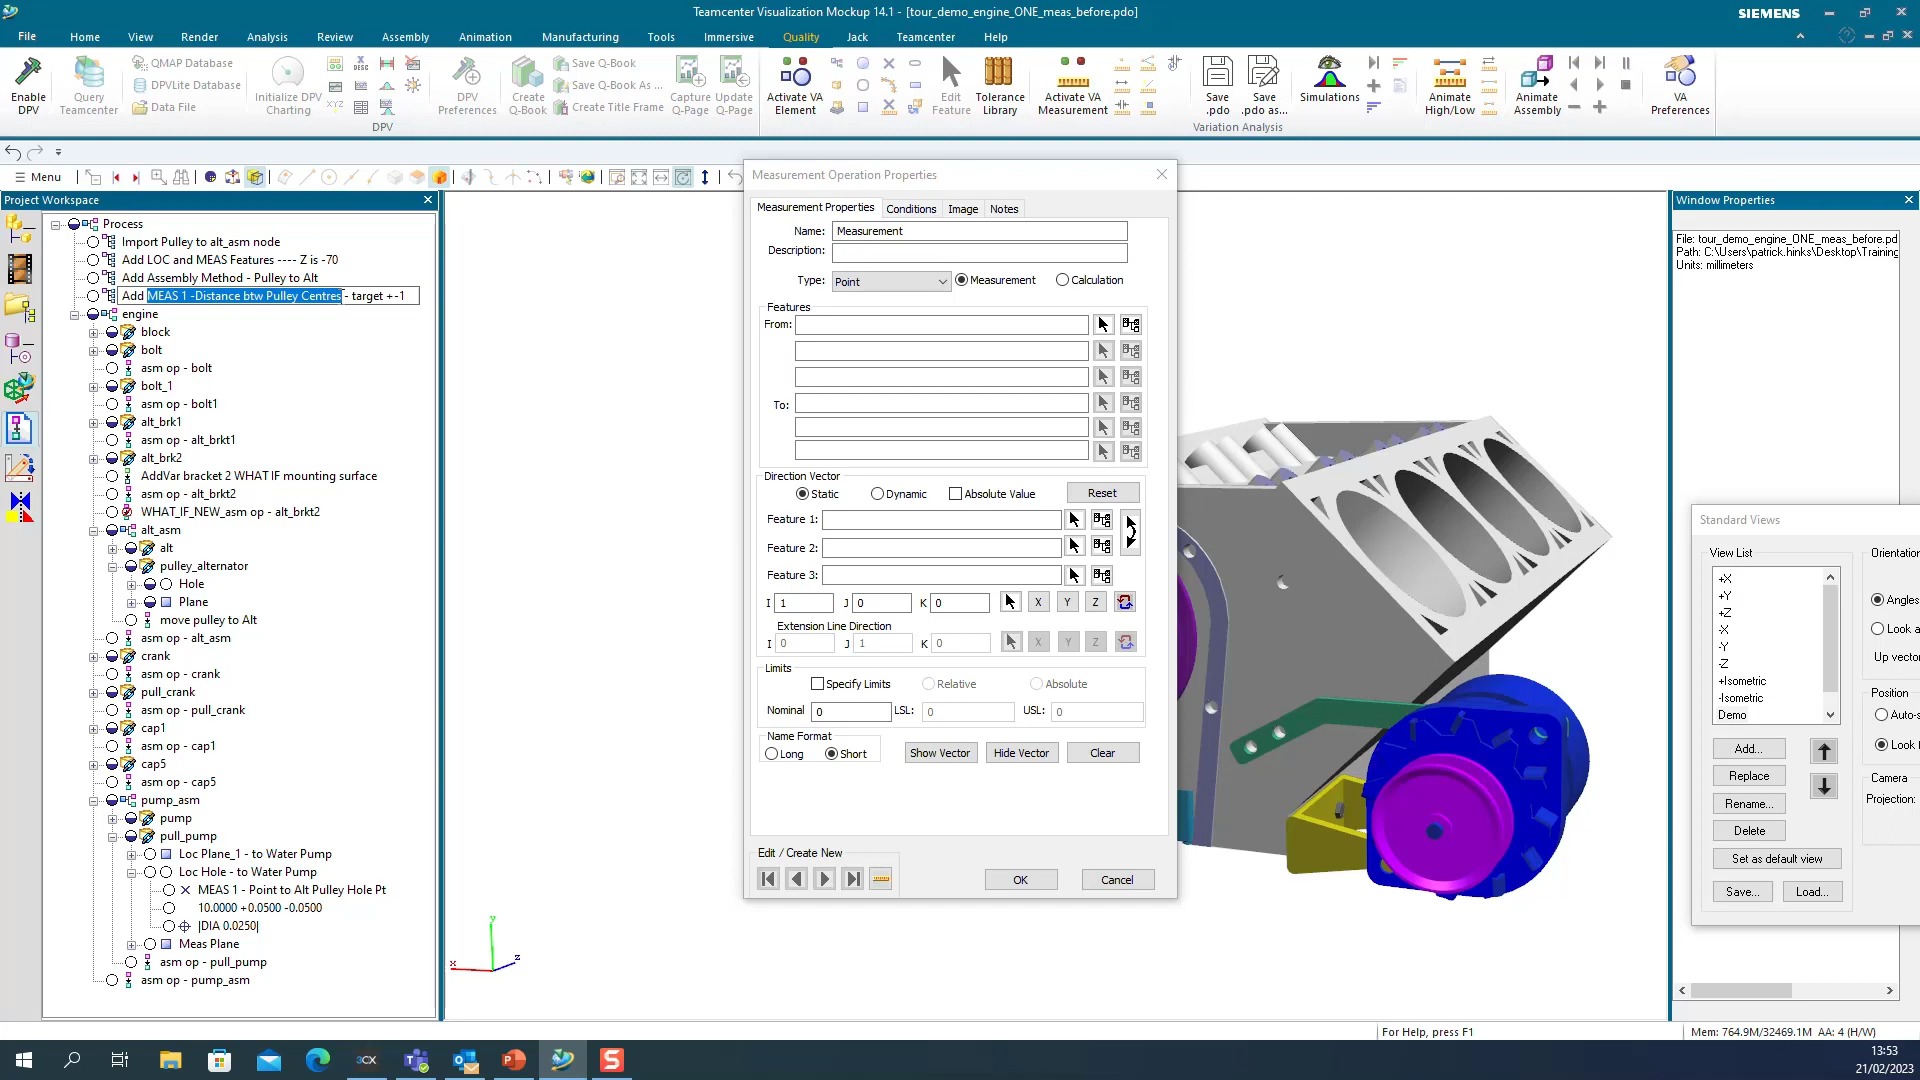 Teamcenter Visualization Mockup 14.1 - [tour_demo_engine_ONE_meas_before.pdo]
SIEMENS
File Home View Render Analysis Review Assembly Animation Manufacturing Tools Immersive Quality Jack Teamcenter Help
Enable DPV
Query Teamcenter
QMAP Database
DPVLite Database
Data File
Initialize DPV Charting
DESC
XYZ
DPV Preferences
Create Q-Book
Save Q-Book
Save Q-Book As ...
Create Title Frame
Capture Q-Page
Update Q-Page
DPV
Activate VA Element
Edit Feature
Tolerance Library
Activate VA Measurement
Save .pdo
Save .pdo as...
Simulations
Animate High/Low
Animate Assembly
VA Preferences
Variation Analysis
Menu
Project Workspace
Process
Import Pulley to alt_asm node
Add LOC and MEAS Features ---- Z is -70
Add Assembly Method - Pulley to Alt
Add MEAS 1 -Distance btw Pulley Centres - target +-1
engine
block
bolt
asm op - bolt
bolt_1
asm op - bolt1
alt_brk1
asm op - alt_brkt1
alt_brk2
AddVar bracket 2 WHAT IF mounting surface
asm op - alt_brkt2
WHAT_IF_NEW_asm op - alt_brkt2
alt_asm
alt
pulley_alternator
Hole
Plane
move pulley to Alt
asm op - alt_asm
crank
asm op - crank
pull_crank
asm op - pull_crank
cap1
asm op - cap1
cap5
asm op - cap5
pump_asm
pump
pull_pump
Loc Plane_1 - to Water Pump
Loc Hole - to Water Pump
MEAS 1 - Point to Alt Pulley Hole Pt
10.0000 +0.0500 -0.0500
|DIA 0.0250|
Meas Plane
asm op - pull_pump
asm op - pump_asm
Measurement Operation Properties
Measurement Properties Conditions Image Notes
Name: Measurement
Description:
Type: Point Measurement Calculation
Features
From:
To:
Direction Vector
Static Dynamic Absolute Value Reset
Feature 1:
Feature 2:
Feature 3:
I 1 J 0 K 0 X Y Z
Extension Line Direction
I 0 J 1 K 0 X Y Z
Limits
Specify Limits Relative Absolute
Nominal 0 LSL: 0 USL: 0
Name Format
Long Short Show Vector Hide Vector Clear
Edit / Create New
OK Cancel
y
x
z
Window Properties
File: tour_demo_engine_ONE_meas_before.pd
Path: C:\Users\patrick.hinks\Desktop\Training
Units: millimeters
Standard Views
View List
+X
+Y
+Z
-X
-Y
-Z
+Isometric
-Isometric
Demo
Orientation
Angles
Look a
Up vector
Position
Auto-s
Look
Camera
Projection:
Add...
Replace
Rename...
Delete
Set as default view
Save... Load...
For Help, press F1
Mem: 764.9M/32469.1M AA: 4 (H/W)
3CX
13:53
21/02/2023